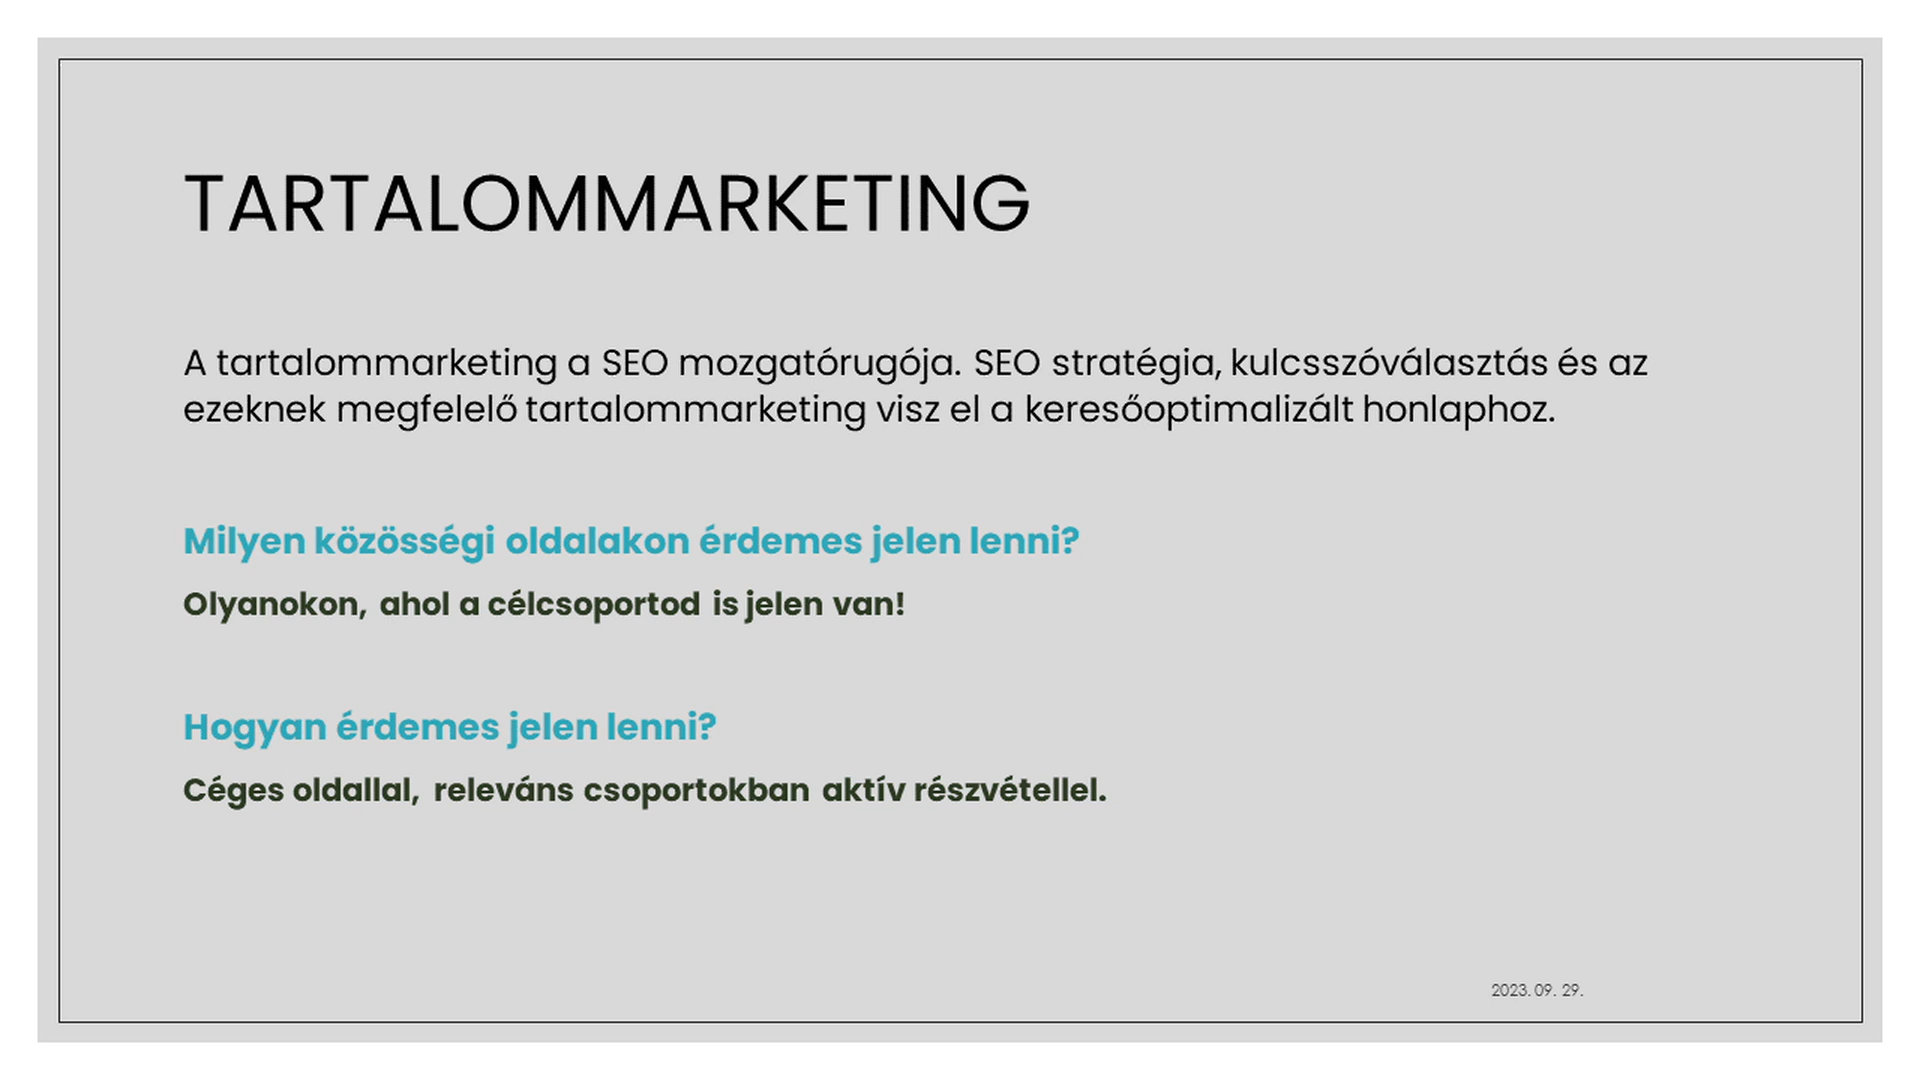 TARTALOMMARKETING
A tartalommarketing a SEO mozgatórugója. SEO stratégia, kulcsszóválasztás és az
ezeknek megfelelő tartalommarketing visz el a keresőoptimalizált honlaphoz.
Milyen közösségi oldalakon érdemes jelen lenni?
Olyanokon, ahol a célcsoportod is jelen van!
Hogyan érdemes jelen lenni?
Céges oldallal, releváns csoportokban aktív részvétellel.
2023. 09. 29.